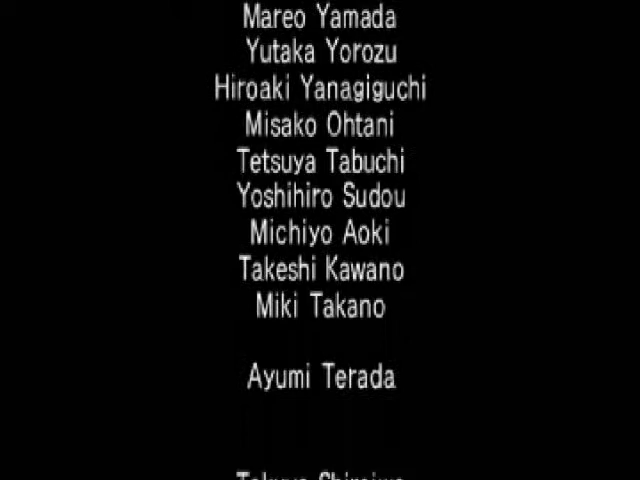 Mareo Yamada
Yutaka Yorozu
Hiroaki Yanagiguchi
Misako Ohtani
Tetsuya Tabuchi
Yoshihiro Sudou
Michiyo Aoki
Takeshi Kawano
Miki Takano
Ayumi Terada